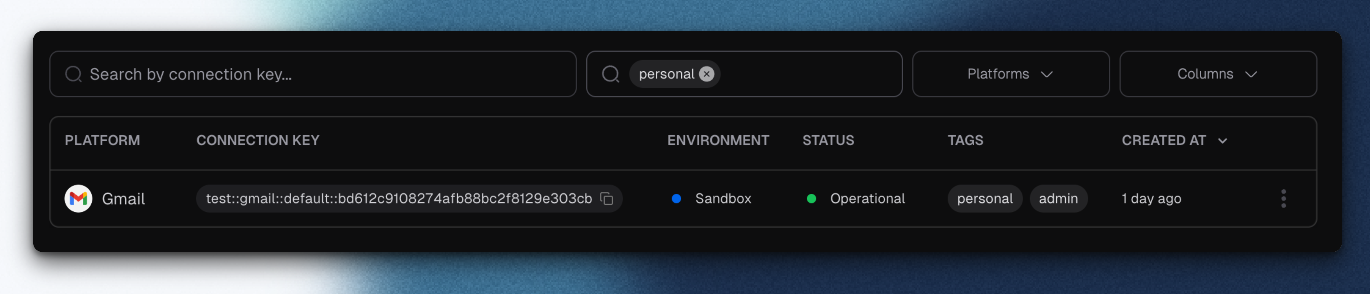 Search by connection key...
personal
Platforms
Columns
PLATFORM CONNECTION KEY ENVIRONMENT STATUS TAGS CREATED AT
Gmail test::gmail::default::bd612c9108274afb88bc2f8129e303cb Sandbox Operational personal admin 1 day ago